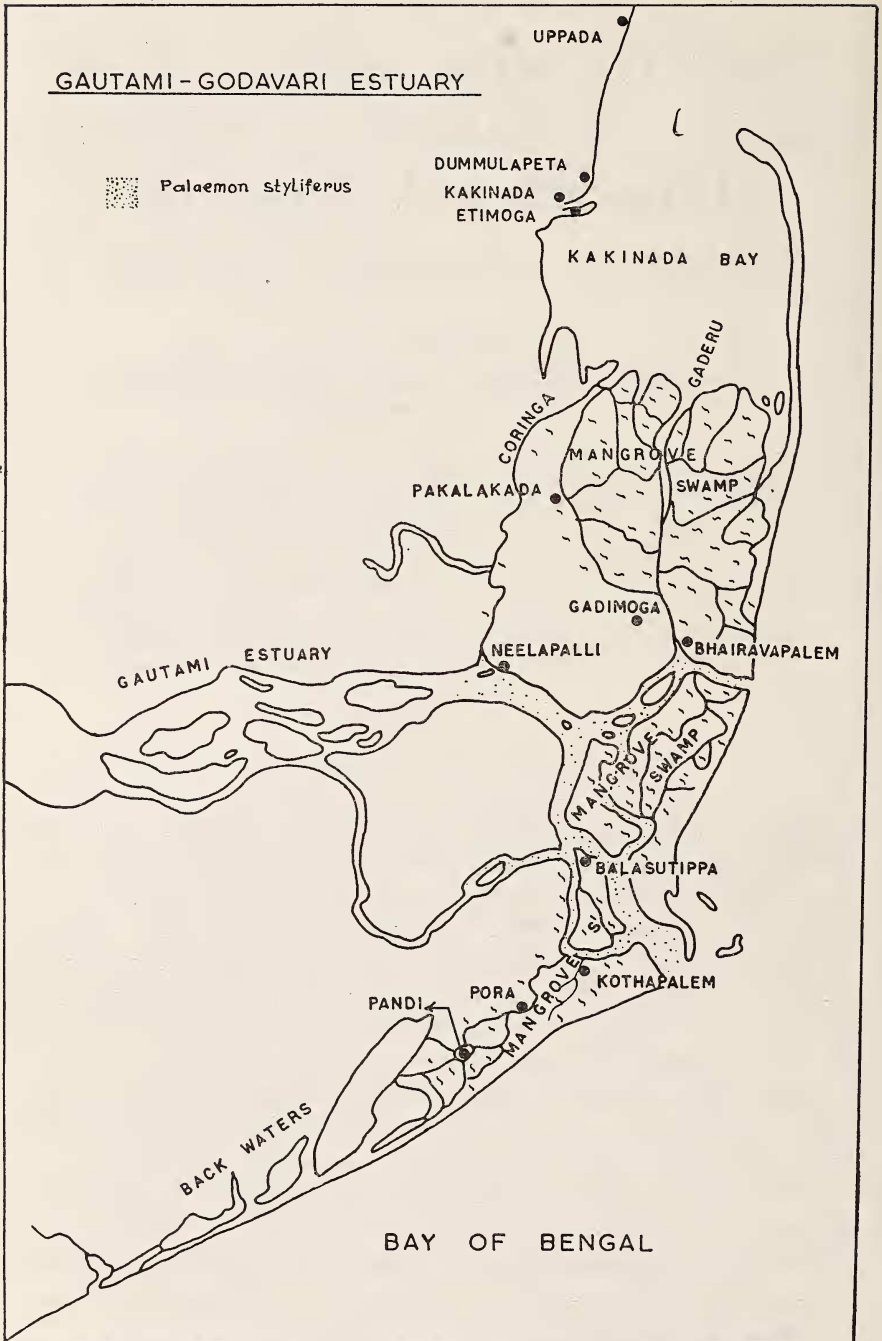 UPPADA
GAUTAMI-GODAVARI ESTUARY
Palaemon styliferus
DUMMULAPETA
KAKINADA
ETIMOGA
KAKINADA BAY
GADERU
CORINGA
MANGROVE
SWAMP
PAKALAKADA
GADIMOGA
NEELAPALLI
BHAIRAVAPALEM
GAUTAMI ESTUARY
MANGROVE
SWAMP
BALASUTIPPA
S
KOTHAPALEM
MANGROVE
PORA
PANDI
BACK WATERS
BAY OF BENGAL